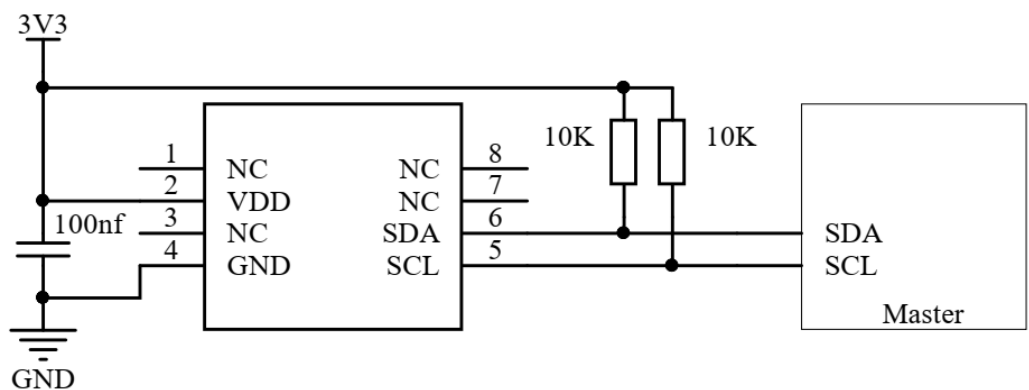 3V3
10K
10K
1
NC
NC
8
2
VDD
NC
7
100nf
3
NC
SDA
6
SDA
4
GND
SCL
5
SCL
Master
GND